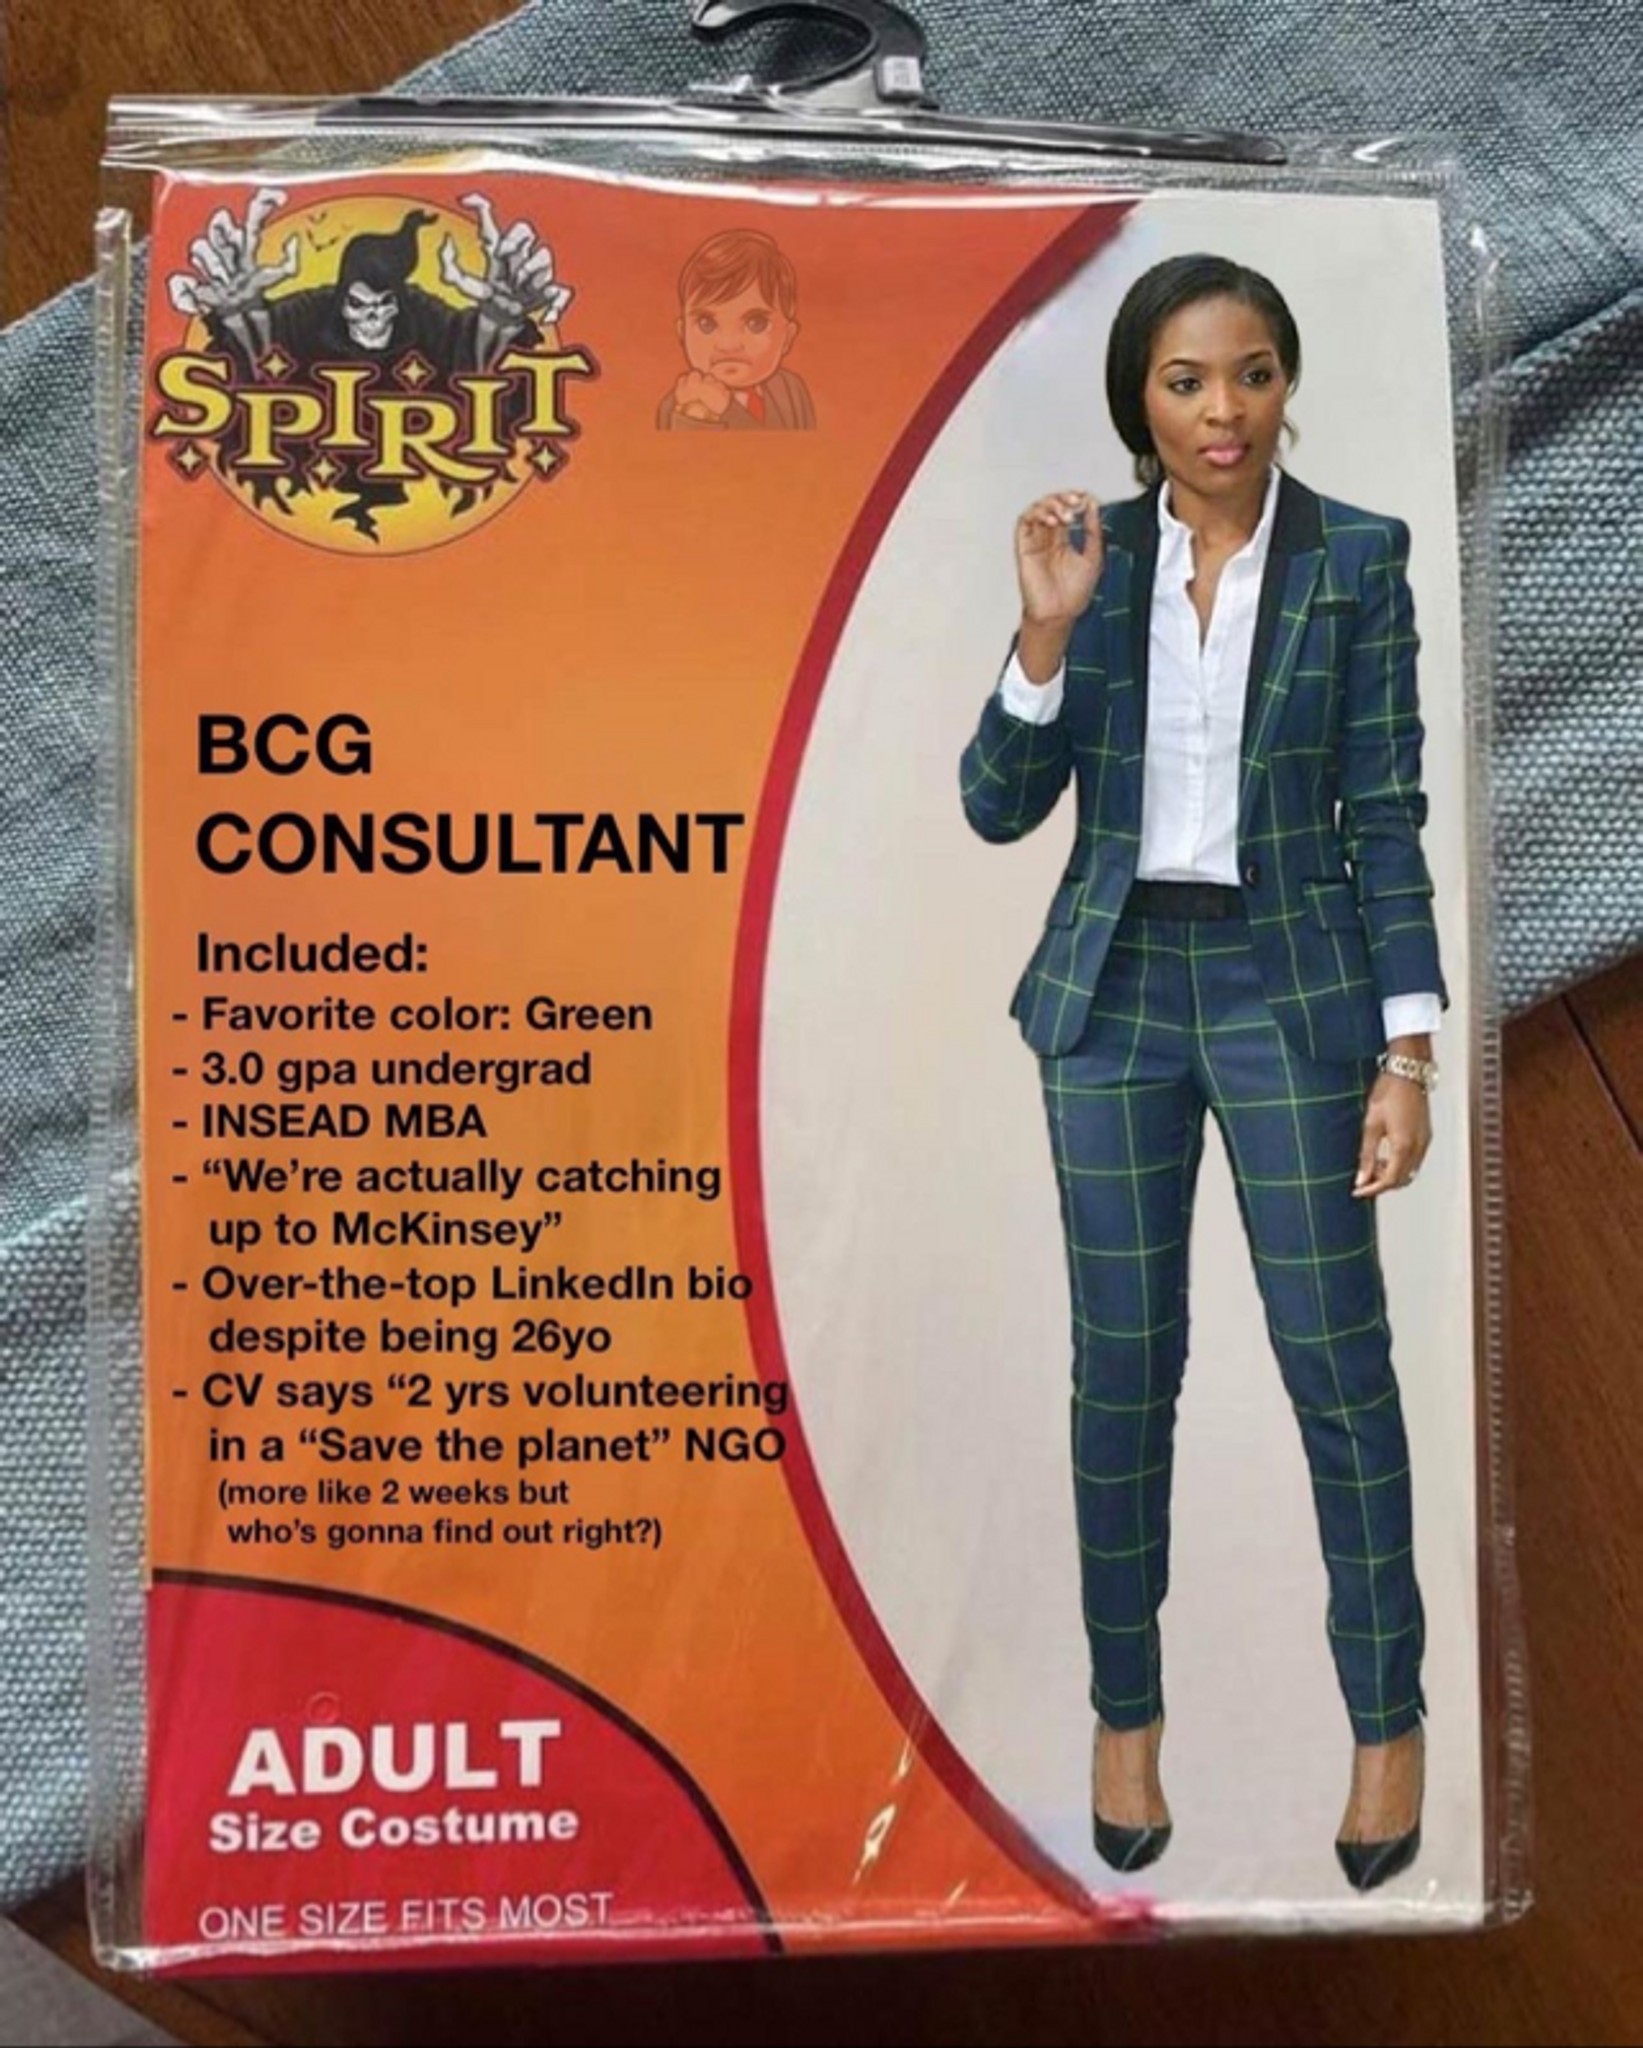 SPIRIT
BCG
CONSULTANT
Included:
- Favorite color: Green
- 3.0 gpa undergrad
- INSEAD MBA
- “We’re actually catching
up to McKinsey”
- Over-the-top LinkedIn bio
despite being 26yo
- CV says “2 yrs volunteering
in a “Save the planet” NGO
(more like 2 weeks but
who’s gonna find out right?)
ADULT
Size Costume
ONE SIZE FITS MOST